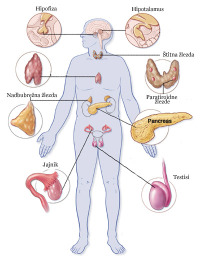 Hipofiza
Hipotalamus
Štitna žlezda
Nadbubrežna žlezda
Paratiroidne
žlezde
Pancreas
Jajnik
Testisi